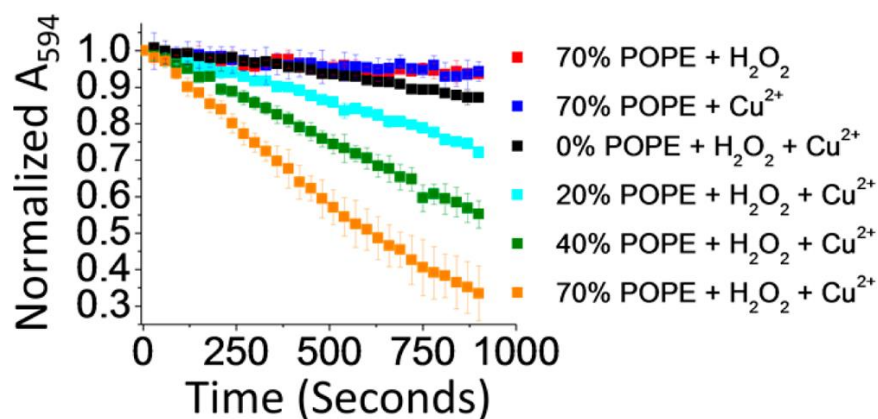 Normalized A₅₉₄
1.0
0.9
0.8
0.7
0.6
0.5
0.4
0.3
0 250 500 750 1000
Time (Seconds)
70% POPE + H₂O₂
70% POPE + Cu²⁺
0% POPE + H₂O₂ + Cu²⁺
20% POPE + H₂O₂ + Cu²⁺
40% POPE + H₂O₂ + Cu²⁺
70% POPE + H₂O₂ + Cu²⁺